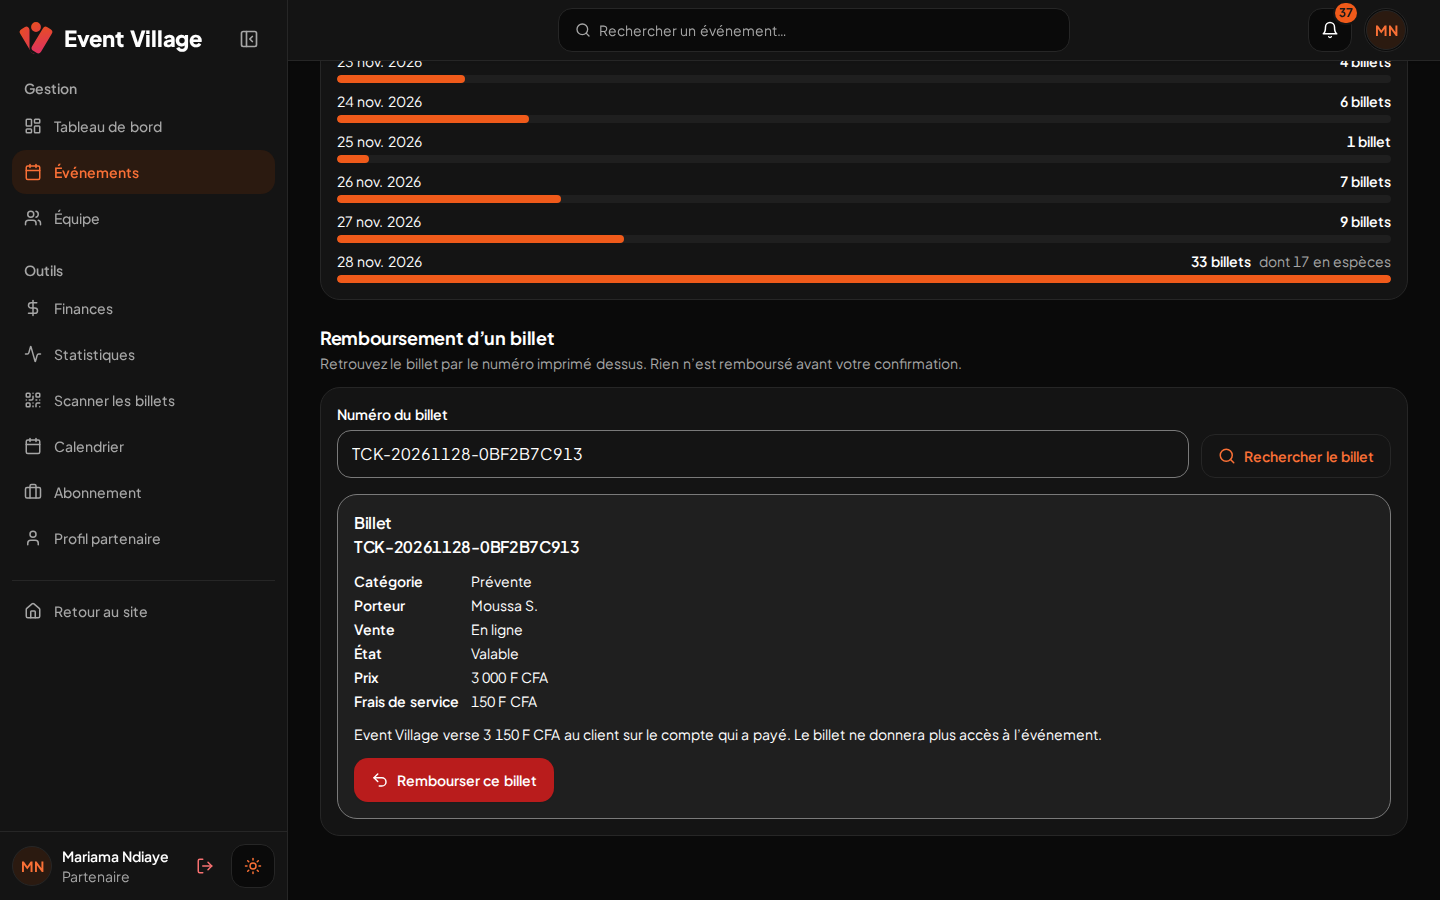 Event Village
Rechercher un événement...
37
MN
Gestion
Tableau de bord
Événements
Équipe
Outils
Finances
Statistiques
Scanner les billets
Calendrier
Abonnement
Profil partenaire
Retour au site
MN
Mariama Ndiaye
Partenaire
23 nov. 2026 4 billets
24 nov. 2026 6 billets
25 nov. 2026 1 billet
26 nov. 2026 7 billets
27 nov. 2026 9 billets
28 nov. 2026 33 billets dont 17 en espèces
Remboursement d’un billet
Retrouvez le billet par le numéro imprimé dessus. Rien n’est remboursé avant votre confirmation.
Numéro du billet
TCK-20261128-0BF2B7C913
Rechercher le billet
Billet
TCK-20261128-0BF2B7C913
Catégorie Prévente
Porteur Moussa S.
Vente En ligne
État Valable
Prix 3 000 F CFA
Frais de service 150 F CFA
Event Village verse 3 150 F CFA au client sur le compte qui a payé. Le billet ne donnera plus accès à l’événement.
Rembourser ce billet